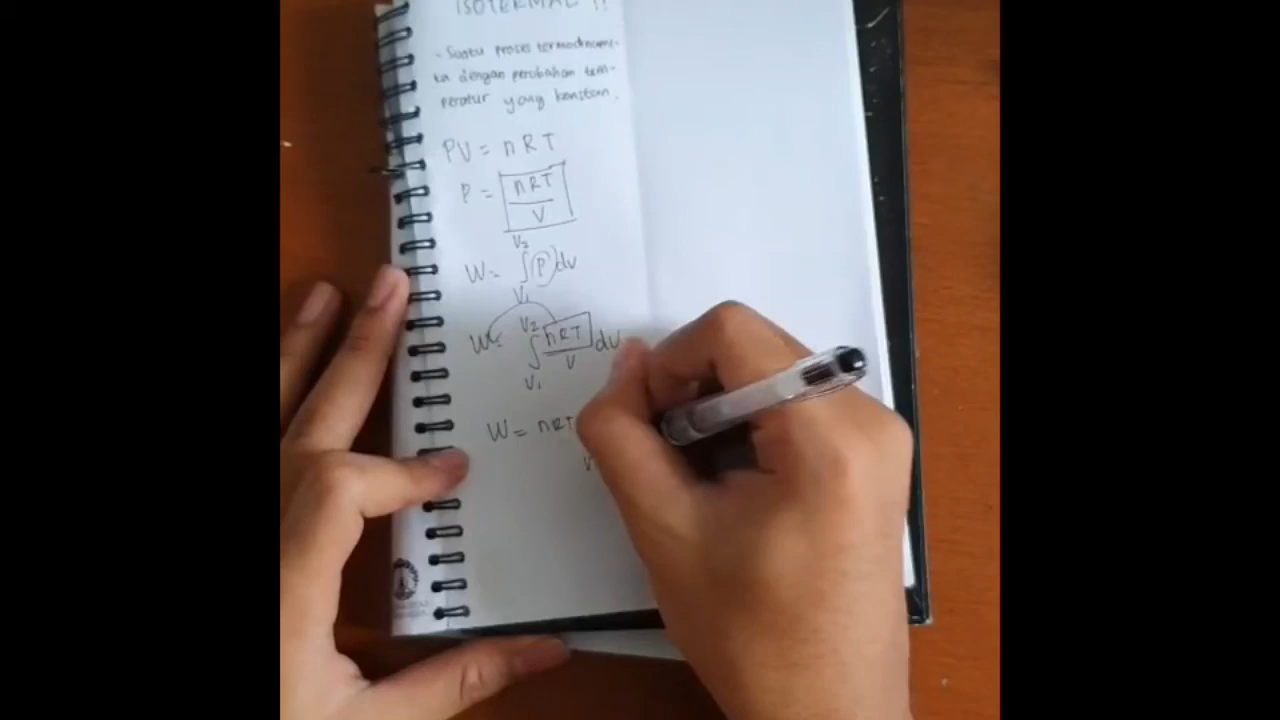 ISOTERMAL !!
- Suatu proses termodinami-
ka dengan perubahan tem-
peratur yang konstan.
PV = nRT
P = nRT/V
W = ∫ P dV
V₂
V₁
W = ∫ nRT/V dV
V₂
V₁
W = nRT